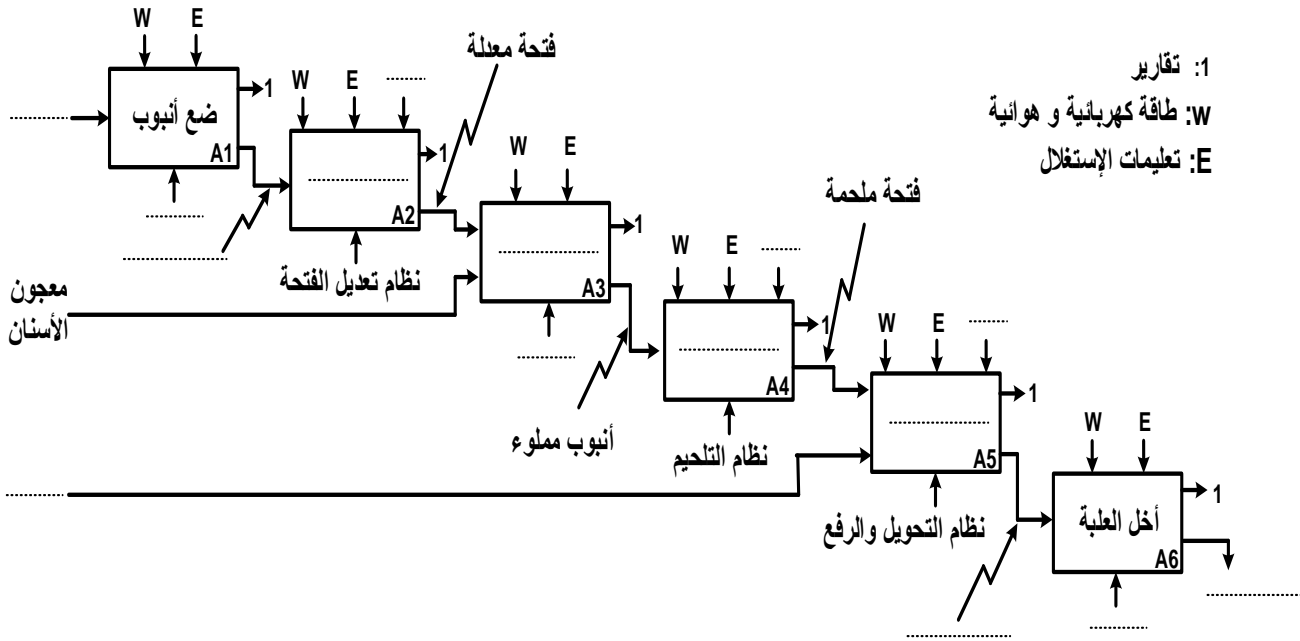 W E
فتحة معدلة
1: تقارير
w: طاقة كهربائية و هوائية
E: تعليمات الإستغلال
ضع أنبوب
1
A1
W E
1
A2
نظام تعديل الفتحة
W E
1
A3
معجون
الأسنان
أنبوب مملوء
فتحة ملحمة
W E
1
A4
نظام التلحيم
W E
1
A5
نظام التحويل والرفع
W E
1
أخل العلبة
A6